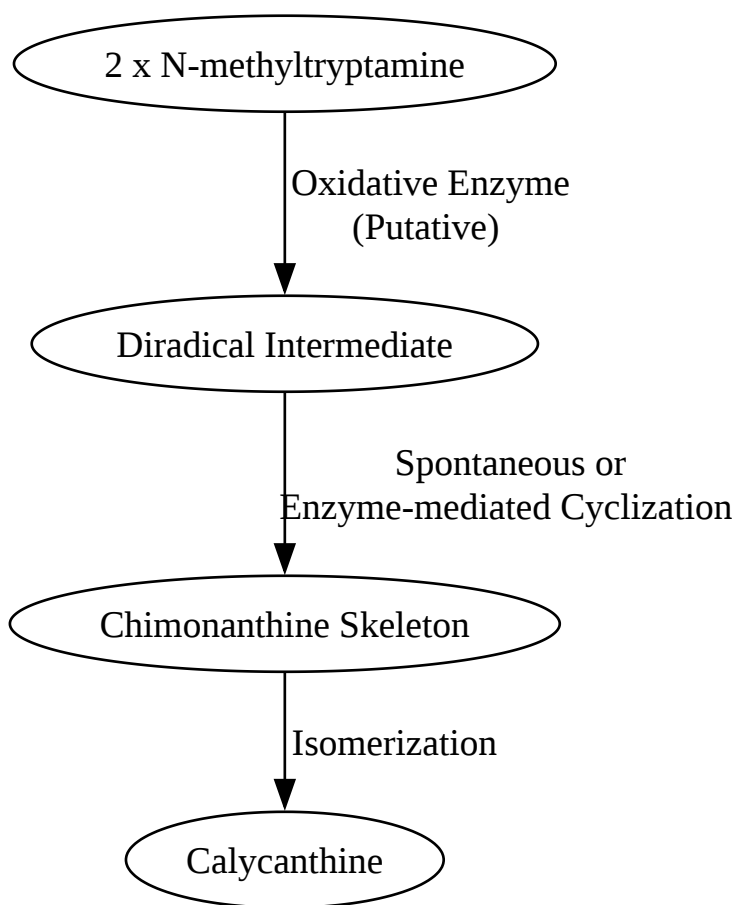 2 x N-methyltryptamine
Oxidative Enzyme
(Putative)
Diradical Intermediate
Spontaneous or
Enzyme-mediated Cyclization
Chimonanthine Skeleton
Isomerization
Calycanthine